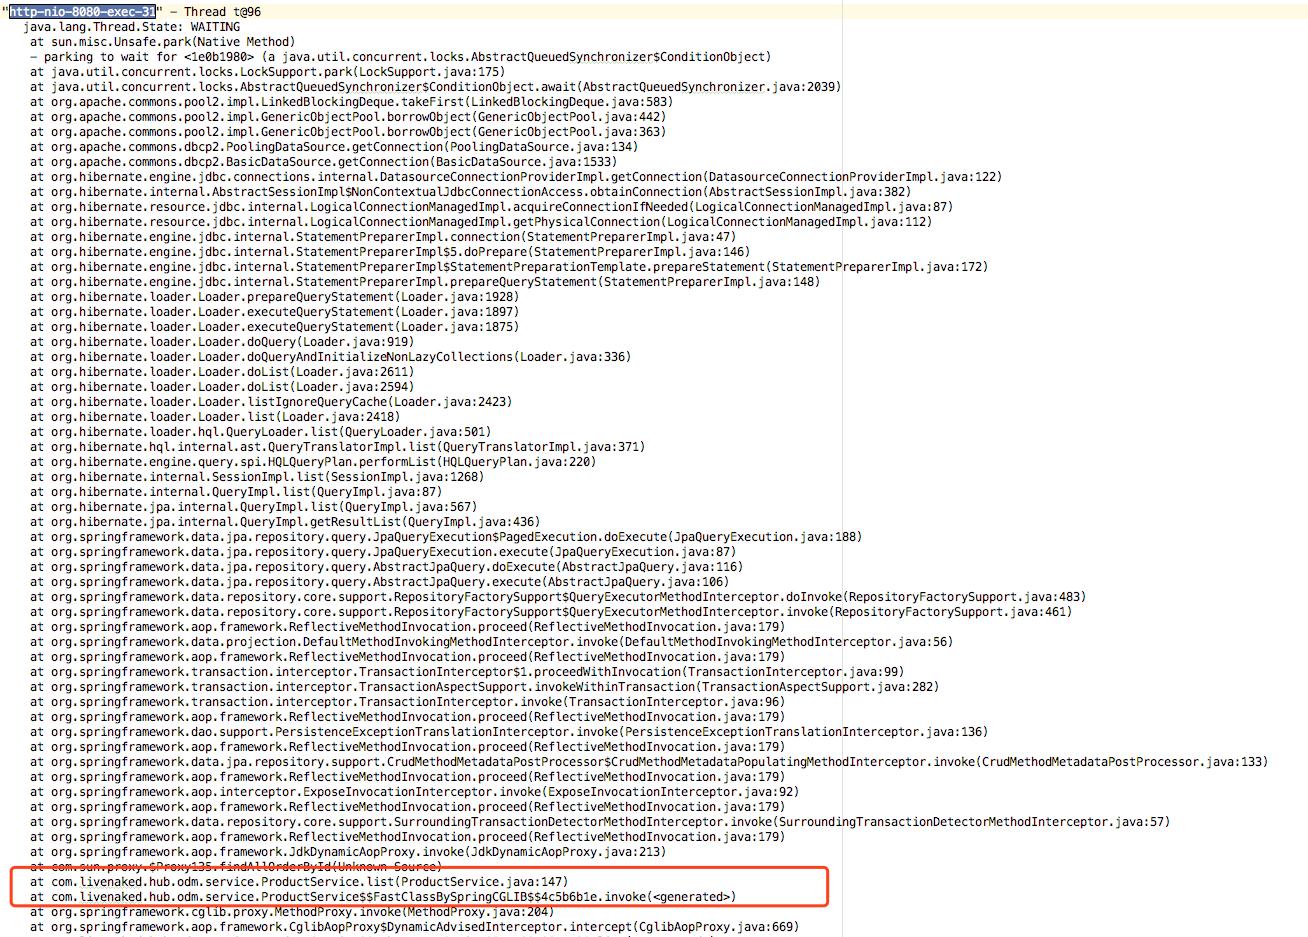 "http-nio-8080-exec-31" - Thread t@96
java.lang.Thread.State: WAITING
at sun.misc.Unsafe.park(Native Method)
- parking to wait for <1e0b1980> (a java.util.concurrent.locks.AbstractQueuedSynchronizer$ConditionObject)
at java.util.concurrent.locks.LockSupport.park(LockSupport.java:175)
at java.util.concurrent.locks.AbstractQueuedSynchronizer$ConditionObject.await(AbstractQueuedSynchronizer.java:2039)
at org.apache.commons.pool2.impl.LinkedBlockingDeque.takeFirst(LinkedBlockingDeque.java:583)
at org.apache.commons.pool2.impl.GenericObjectPool.borrowObject(GenericObjectPool.java:442)
at org.apache.commons.pool2.impl.GenericObjectPool.borrowObject(GenericObjectPool.java:363)
at org.apache.commons.dbcp2.PoolingDataSource.getConnection(PoolingDataSource.java:134)
at org.apache.commons.dbcp2.BasicDataSource.getConnection(BasicDataSource.java:1533)
at org.hibernate.engine.jdbc.connections.internal.DatasourceConnectionProviderImpl.getConnection(DatasourceConnectionProviderImpl.java:122)
at org.hibernate.internal.AbstractSessionImpl$NonContextualJdbcConnectionAccess.obtainConnection(AbstractSessionImpl.java:382)
at org.hibernate.resource.jdbc.internal.LogicalConnectionManagedImpl.acquireConnectionIfNeeded(LogicalConnectionManagedImpl.java:87)
at org.hibernate.resource.jdbc.internal.LogicalConnectionManagedImpl.getPhysicalConnection(LogicalConnectionManagedImpl.java:112)
at org.hibernate.engine.jdbc.internal.StatementPreparerImpl.connection(StatementPreparerImpl.java:47)
at org.hibernate.engine.jdbc.internal.StatementPreparerImpl$5.doPrepare(StatementPreparerImpl.java:146)
at org.hibernate.engine.jdbc.internal.StatementPreparerImpl$StatementPreparationTemplate.prepareStatement(StatementPreparerImpl.java:172)
at org.hibernate.engine.jdbc.internal.StatementPreparerImpl.prepareQueryStatement(StatementPreparerImpl.java:148)
at org.hibernate.loader.Loader.prepareQueryStatement(Loader.java:1928)
at org.hibernate.loader.Loader.executeQueryStatement(Loader.java:1897)
at org.hibernate.loader.Loader.executeQueryStatement(Loader.java:1875)
at org.hibernate.loader.Loader.doQuery(Loader.java:919)
at org.hibernate.loader.Loader.doQueryAndInitializeNonLazyCollections(Loader.java:336)
at org.hibernate.loader.Loader.doList(Loader.java:2611)
at org.hibernate.loader.Loader.doList(Loader.java:2594)
at org.hibernate.loader.Loader.listIgnoreQueryCache(Loader.java:2423)
at org.hibernate.loader.Loader.list(Loader.java:2418)
at org.hibernate.loader.hql.QueryLoader.list(QueryLoader.java:501)
at org.hibernate.hql.internal.ast.QueryTranslatorImpl.list(QueryTranslatorImpl.java:371)
at org.hibernate.engine.query.spi.HQLQueryPlan.performList(HQLQueryPlan.java:220)
at org.hibernate.internal.SessionImpl.list(SessionImpl.java:1268)
at org.hibernate.internal.QueryImpl.list(QueryImpl.java:87)
at org.hibernate.jpa.internal.QueryImpl.list(QueryImpl.java:567)
at org.hibernate.jpa.internal.QueryImpl.getResultList(QueryImpl.java:436)
at org.springframework.data.jpa.repository.query.JpaQueryExecution$PagedExecution.doExecute(JpaQueryExecution.java:188)
at org.springframework.data.jpa.repository.query.JpaQueryExecution.execute(JpaQueryExecution.java:87)
at org.springframework.data.jpa.repository.query.AbstractJpaQuery.doExecute(AbstractJpaQuery.java:116)
at org.springframework.data.jpa.repository.query.AbstractJpaQuery.execute(AbstractJpaQuery.java:106)
at org.springframework.data.repository.core.support.RepositoryFactorySupport$QueryExecutorMethodInterceptor.doInvoke(RepositoryFactorySupport.java:483)
at org.springframework.data.repository.core.support.RepositoryFactorySupport$QueryExecutorMethodInterceptor.invoke(RepositoryFactorySupport.java:461)
at org.springframework.aop.framework.ReflectiveMethodInvocation.proceed(ReflectiveMethodInvocation.java:179)
at org.springframework.data.projection.DefaultMethodInvokingMethodInterceptor.invoke(DefaultMethodInvokingMethodInterceptor.java:56)
at org.springframework.aop.framework.ReflectiveMethodInvocation.proceed(ReflectiveMethodInvocation.java:179)
at org.springframework.transaction.interceptor.TransactionInterceptor$1.proceedWithInvocation(TransactionInterceptor.java:99)
at org.springframework.transaction.interceptor.TransactionAspectSupport.invokeWithinTransaction(TransactionAspectSupport.java:282)
at org.springframework.transaction.interceptor.TransactionInterceptor.invoke(TransactionInterceptor.java:96)
at org.springframework.aop.framework.ReflectiveMethodInvocation.proceed(ReflectiveMethodInvocation.java:179)
at org.springframework.dao.support.PersistenceExceptionTranslationInterceptor.invoke(PersistenceExceptionTranslationInterceptor.java:136)
at org.springframework.aop.framework.ReflectiveMethodInvocation.proceed(ReflectiveMethodInvocation.java:179)
at org.springframework.data.jpa.repository.support.CrudMethodMetadataPostProcessor$CrudMethodMetadataPopulatingMethodInterceptor.invoke(CrudMethodMetadataPostProcessor.java:133)
at org.springframework.aop.framework.ReflectiveMethodInvocation.proceed(ReflectiveMethodInvocation.java:179)
at org.springframework.aop.interceptor.ExposeInvocationInterceptor.invoke(ExposeInvocationInterceptor.java:92)
at org.springframework.aop.framework.ReflectiveMethodInvocation.proceed(ReflectiveMethodInvocation.java:179)
at org.springframework.data.repository.core.support.SurroundingTransactionDetectorMethodInterceptor.invoke(SurroundingTransactionDetectorMethodInterceptor.java:57)
at org.springframework.aop.framework.ReflectiveMethodInvocation.proceed(ReflectiveMethodInvocation.java:179)
at org.springframework.aop.framework.JdkDynamicAopProxy.invoke(JdkDynamicAopProxy.java:213)
at com.sun.proxy.$Proxy135.findAllOrderById(Unknown Source)
at com.livenaked.hub.odm.service.ProductService.list(ProductService.java:147)
at com.livenaked.hub.odm.service.ProductService$$FastClassBySpringCGLIB$$4c5b6b1e.invoke(<generated>)
at org.springframework.cglib.proxy.MethodProxy.invoke(MethodProxy.java:204)
at org.springframework.aop.framework.CglibAopProxy$DynamicAdvisedInterceptor.intercept(CglibAopProxy.java:669)